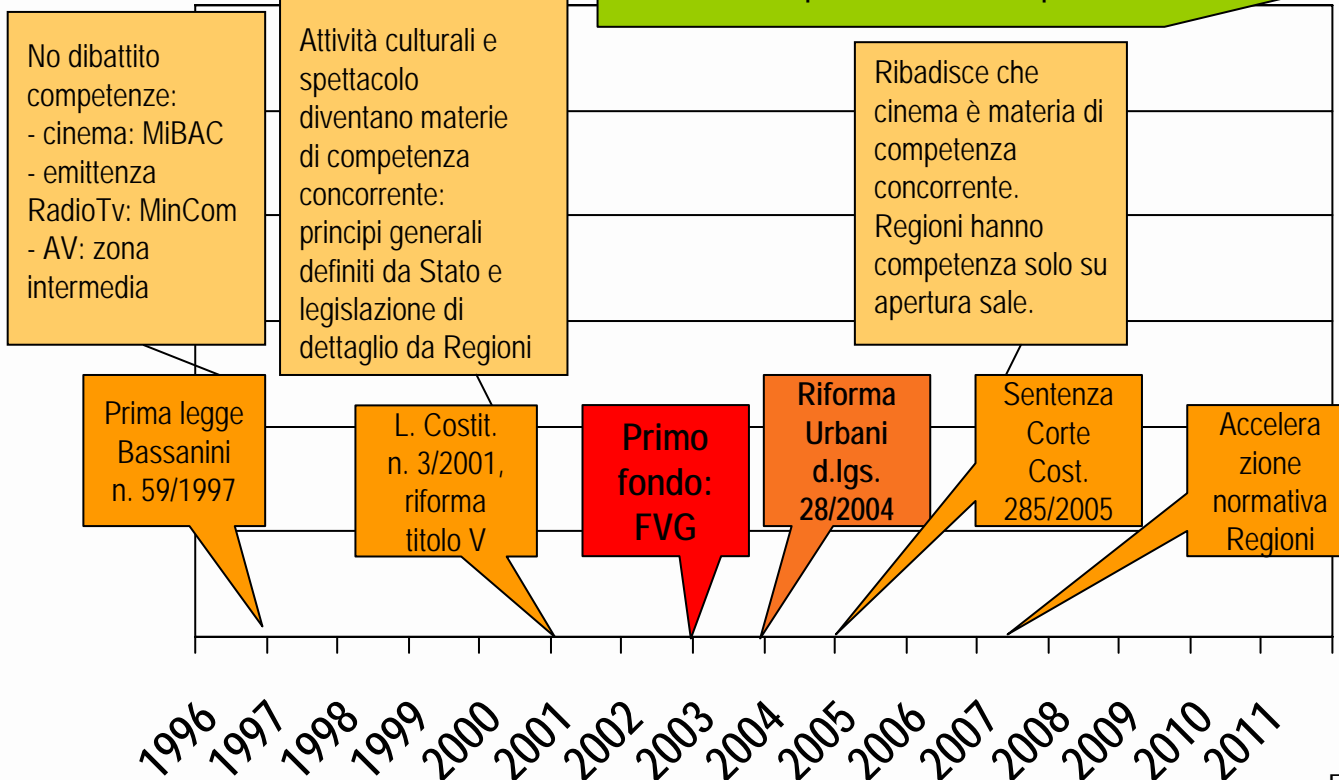 No dibattito
competenze:
- cinema: MiBAC
- emittenza
RadioTv: MinCom
- AV: zona
intermedia
Attività culturali e
spettacolo
diventano materie
di competenza
concorrente:
principi generali
definiti da Stato e
legislazione di
dettaglio da Regioni
Ribadisce che
cinema è materia di
competenza
concorrente.
Regioni hanno
competenza solo su
apertura sale.
Prima legge
Bassanini
n. 59/1997
L. Costit.
n. 3/2001,
riforma
titolo V
Primo
fondo:
FVG
Riforma
Urbani
d.lgs.
28/2004
Sentenza
Corte
Cost.
285/2005
Accelera
zione
normativa
Regioni
1996
1997
1998
1999
2000
2001
2002
2003
2004
2005
2006
2007
2008
2009
2010
2011